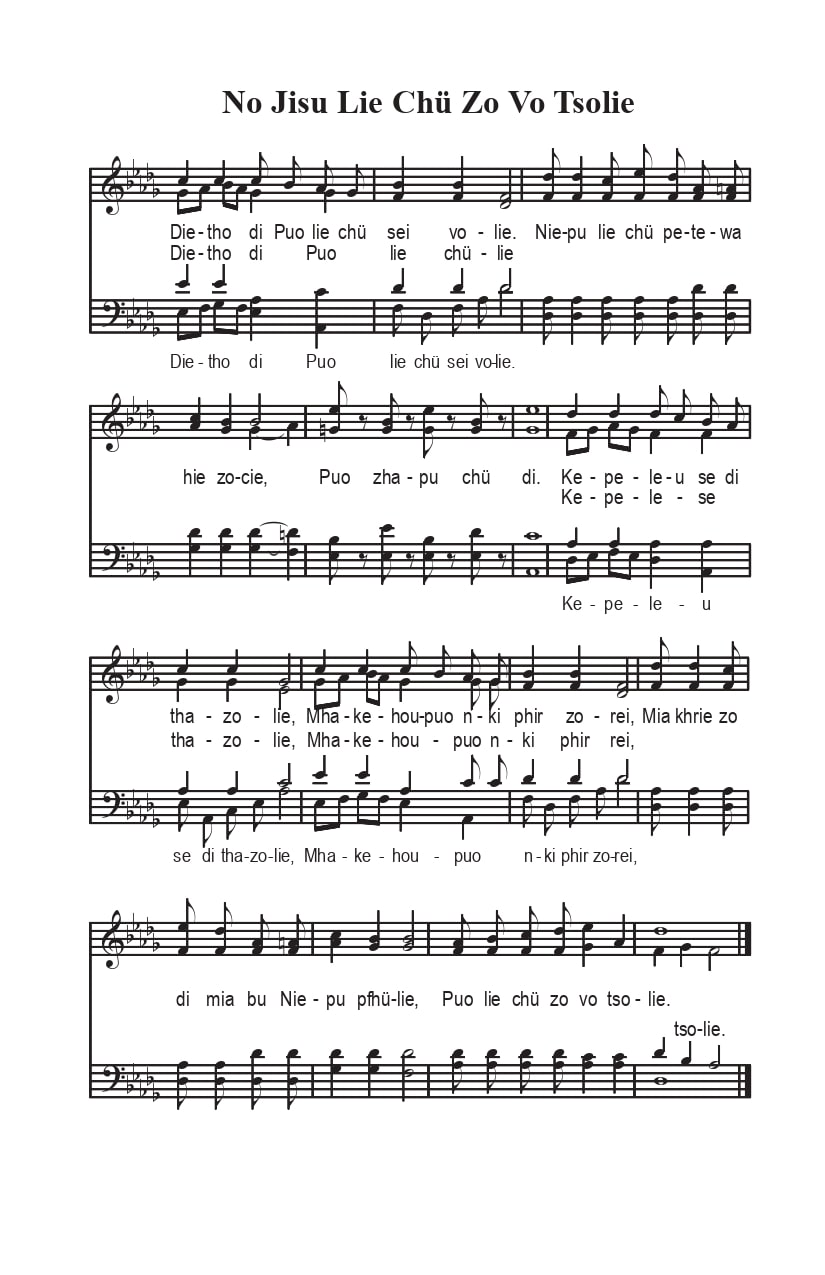 No Jisu Lie Chü Zo Vo Tsolie
Die-tho di Puo lie chü sei vo-lie. Nie-pu lie chü pe-te-wa
Die-tho di Puo lie chü-lie
Die-tho di Puo lie chü sei vo-lie.
hie zo-cie, Puo zha-pu chü di. Ke-pe-le-u se di
Ke-pe-le-se
Ke-pe-le-u
tha-zo-lie, Mha-ke-hou-puo n-ki phir zo-rei, Mia khrie zo
tha-zo-lie, Mha-ke-hou-puo n-ki phir rei,
se di tha-zo-lie, Mha-ke-hou-puo n-ki phir zo-rei,
di mia bu Nie-pu pfhü-lie, Puo lie chü zo vo tso-lie.
tso-lie.